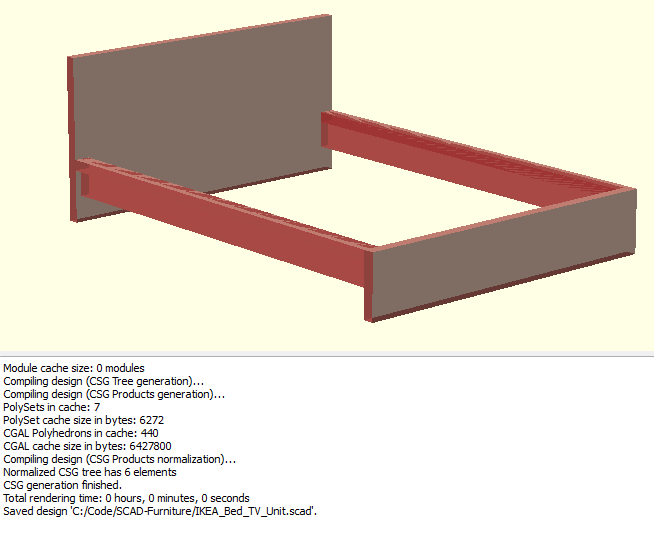 Module cache size: 0 modules
Compiling design (CSG Tree generation)...
Compiling design (CSG Products generation)...
PolySets in cache: 7
PolySet cache size in bytes: 6272
CGAL Polyhedrons in cache: 440
CGAL cache size in bytes: 6427800
Compiling design (CSG Products normalization)...
Normalized CSG tree has 6 elements
CSG generation finished.
Total rendering time: 0 hours, 0 minutes, 0 seconds
Saved design 'C:/Code/SCAD-Furniture/IKEA_Bed_TV_Unit.scad'.